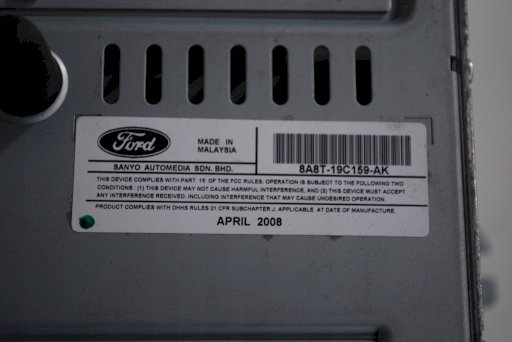 Ford
MADE IN
MALAYSIA
SANYO AUTOMEDIA SDN. BHD.
8A8T-19C159-AK
THIS DEVICE COMPLIES WITH PART 15 OF THE FCC RULES. OPERATION IS SUBJECT TO THE FOLLOWING TWO
CONDITIONS : (1) THIS DEVICE MAY NOT CAUSE HARMFUL INTERFERENCE, AND (2) THIS DEVICE MUST ACCEPT
ANY INTERFERENCE RECEIVED, INCLUDING INTERFERENCE THAT MAY CAUSE UNDESIRED OPERATION.
PRODUCT COMPLIES WITH DHHS RULES 21 CFR SUBCHAPTER J. APPLICABLE AT DATE OF MANUFACTURE.
APRIL 2008